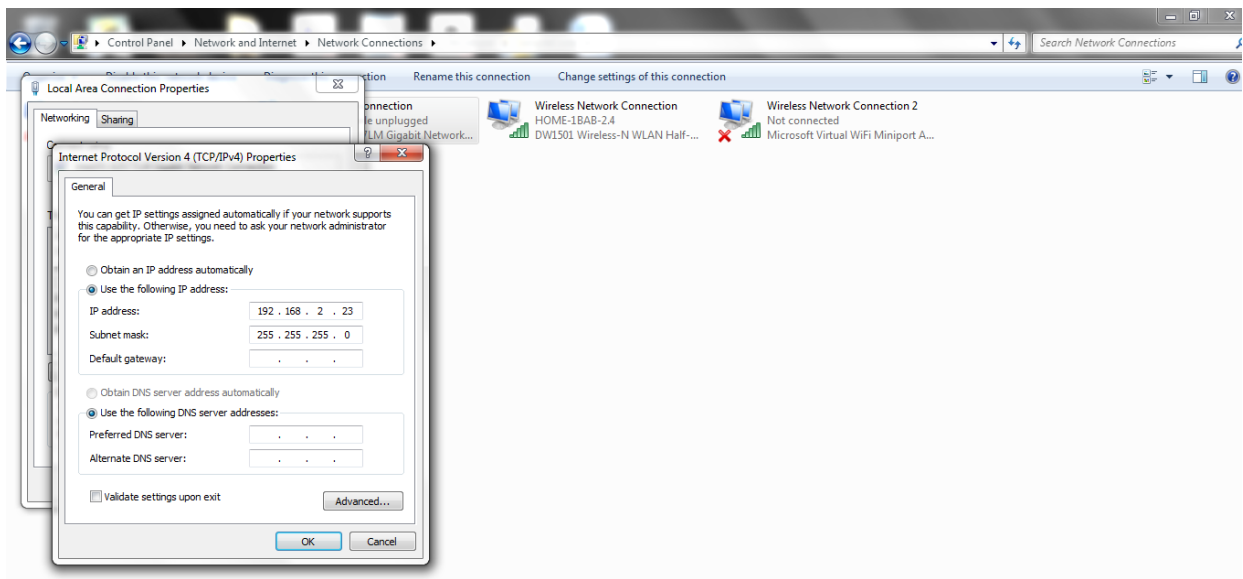 Control Panel ▸ Network and Internet ▸ Network Connections ▸
Search Network Connections
Rename this connection
Change settings of this connection
Local Area Connection Properties
Networking
Sharing
Wireless Network Connection
HOME-1BAB-2.4
DW1501 Wireless-N WLAN Half-...
Wireless Network Connection 2
Not connected
Microsoft Virtual WiFi Miniport A...
unplugged
Gigabit Network...
Internet Protocol Version 4 (TCP/IPv4) Properties
General
You can get IP settings assigned automatically if your network supports
this capability. Otherwise, you need to ask your network administrator
for the appropriate IP settings.
Obtain an IP address automatically
Use the following IP address:
IP address:
192 . 168 . 2 . 23
Subnet mask:
255 . 255 . 255 . 0
Default gateway:
. . .
Obtain DNS server address automatically
Use the following DNS server addresses:
Preferred DNS server:
. . .
Alternate DNS server:
. . .
Validate settings upon exit
Advanced...
OK
Cancel